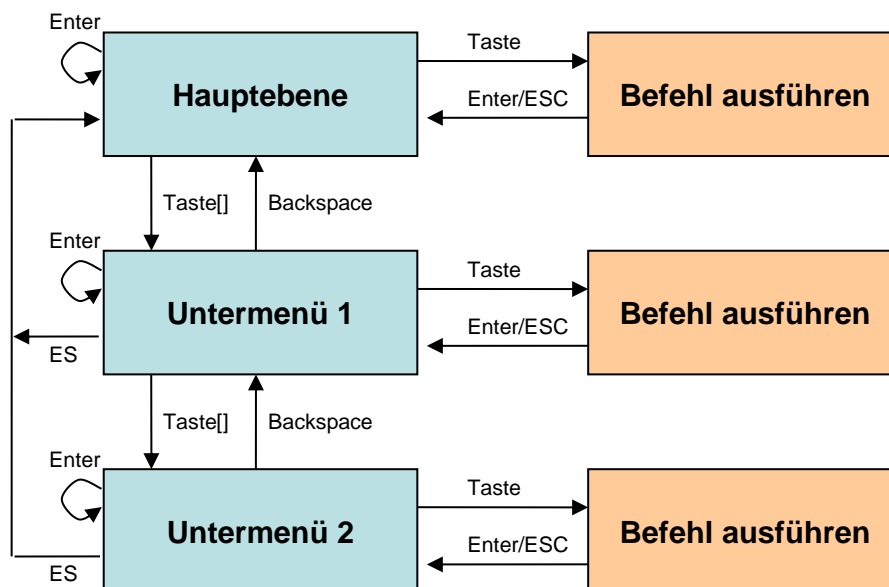 Enter
Taste
Hauptebene
Befehl ausführen
Enter/ESC
Taste[]
Backspace
Enter
Taste
Untermenü 1
Befehl ausführen
Enter/ESC
ES
Taste[]
Backspace
Enter
Taste
Untermenü 2
Befehl ausführen
Enter/ESC
ES